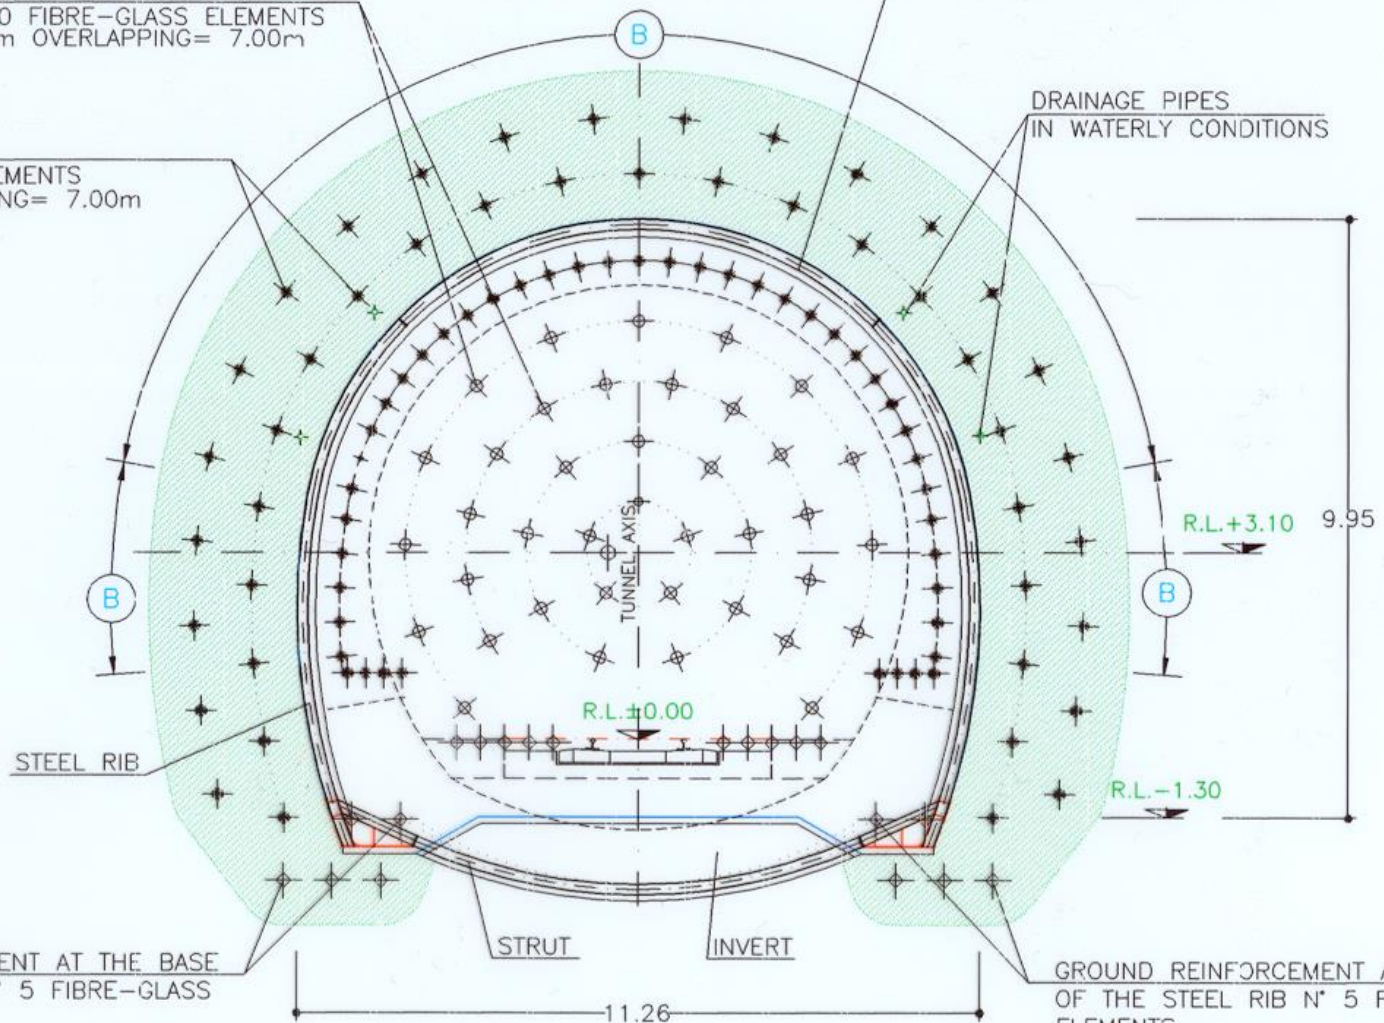 0 FIBRE-GLASS ELEMENTS
m OVERLAPPING= 7.00m
B
DRAINAGE PIPES
IN WATERLY CONDITIONS
EMENTS
NG= 7.00m
R.L.+3.10
9.95
B
B
TUNNEL AXIS
R.L.±0.00
STEEL RIB
R.L.-1.30
STRUT
INVERT
ENT AT THE BASE
N° 5 FIBRE-GLASS
GROUND REINFORCEMENT A
OF THE STEEL RIB N° 5 F
ELEMENTS
11.26